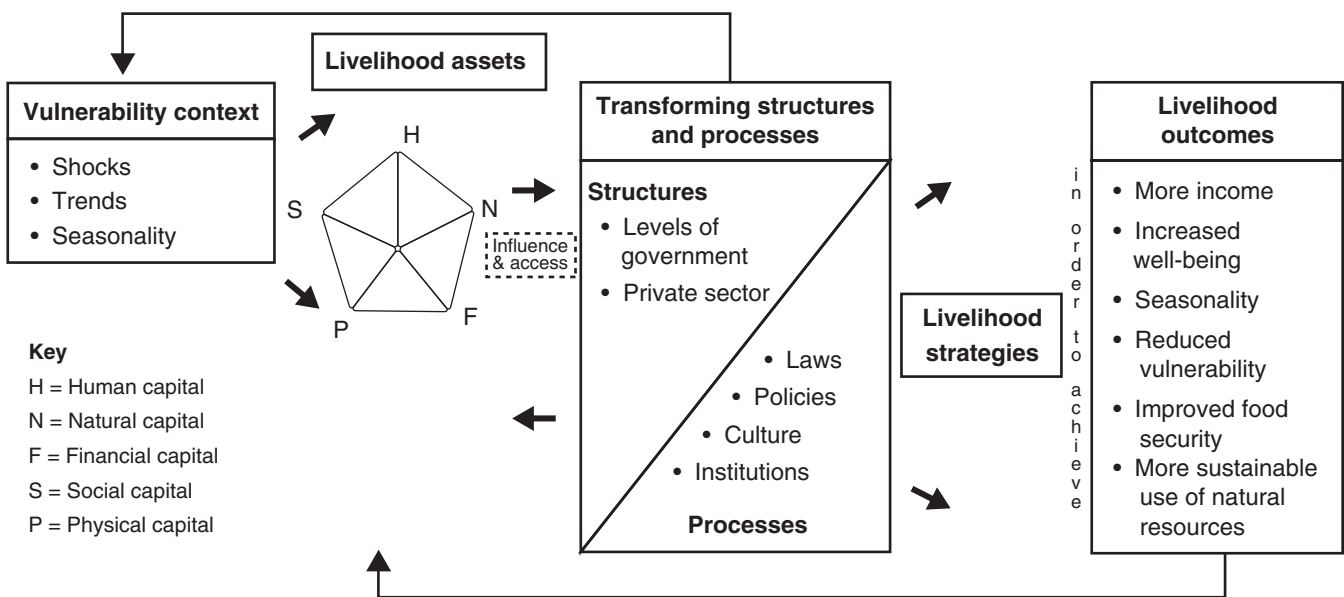 Livelihood assets
Vulnerability context
• Shocks
• Trends
• Seasonality
H
S
N
P
F
Influence
& access
Key
H = Human capital
N = Natural capital
F = Financial capital
S = Social capital
P = Physical capital
Transforming structures
and processes
Structures
• Levels of
government
• Private sector
• Laws
• Policies
• Culture
• Institutions
Processes
Livelihood
strategies
in order to achieve
Livelihood
outcomes
• More income
• Increased
well-being
• Seasonality
• Reduced
vulnerability
• Improved food
security
• More sustainable
use of natural
resources